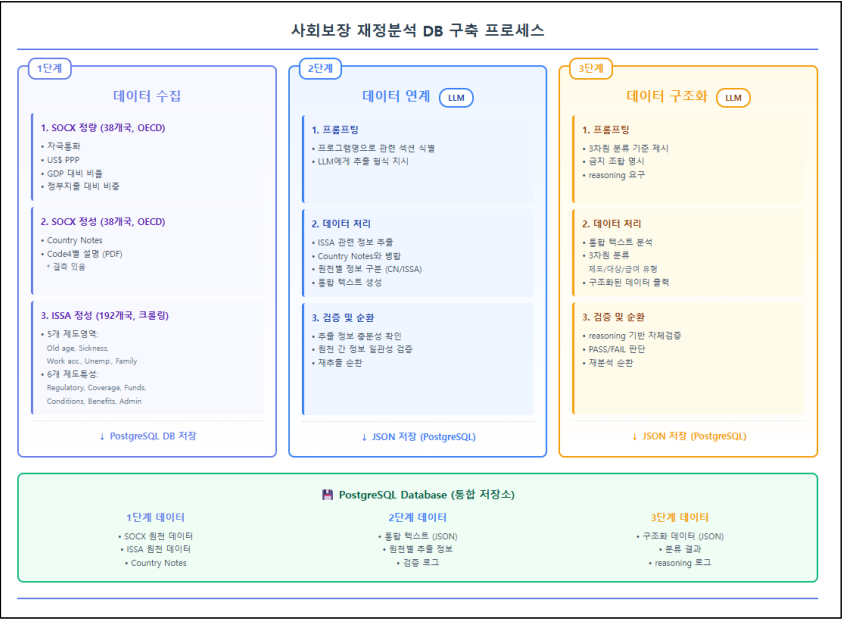 사회보장 재정분석 DB 구축 프로세스
1단계
데이터 수집
1. SOCX 정량 (38개국, OECD)
• 자국통화
• US$ PPP
• GDP 대비 비율
• 정부지출 대비 비중
2. SOCX 정성 (38개국, OECD)
• Country Notes
• Code4별 설명 (PDF)
* 결측 있음
3. ISSA 정성 (192개국, 크롤링)
• 5개 제도영역:
Old age, Sickness,
Work acc., Unemp., Family
• 6개 제도특성:
Regulatory, Coverage, Funds,
Conditions, Benefits, Admin
↓ PostgreSQL DB 저장
2단계
데이터 연계 LLM
1. 프롬프팅
• 프로그램명으로 관련 섹션 식별
• LLM에게 추출 형식 지시
2. 데이터 처리
• ISSA 관련 정보 추출
• Country Notes와 병합
• 원천별 정보 구분 (CN/ISSA)
• 통합 텍스트 생성
3. 검증 및 순환
• 추출 정보 충분성 확인
• 원천 간 정보 일관성 검증
• 재추출 순환
↓ JSON 저장 (PostgreSQL)
3단계
데이터 구조화 LLM
1. 프롬프팅
• 3차원 분류 기준 제시
• 금지 조합 명시
• reasoning 요구
2. 데이터 처리
• 통합 텍스트 분석
• 3차원 분류
제도/대상/급여 유형
• 구조화된 데이터 출력
3. 검증 및 순환
• reasoning 기반 자체검증
• PASS/FAIL 판단
• 재분석 순환
↓ JSON 저장 (PostgreSQL)
PostgreSQL Database (통합 저장소)
1단계 데이터
• SOCX 원천 데이터
• ISSA 원천 데이터
• Country Notes
2단계 데이터
• 통합 텍스트 (JSON)
• 원천별 추출 정보
• 검증 로그
3단계 데이터
• 구조화 데이터 (JSON)
• 분류 결과
• reasoning 로그